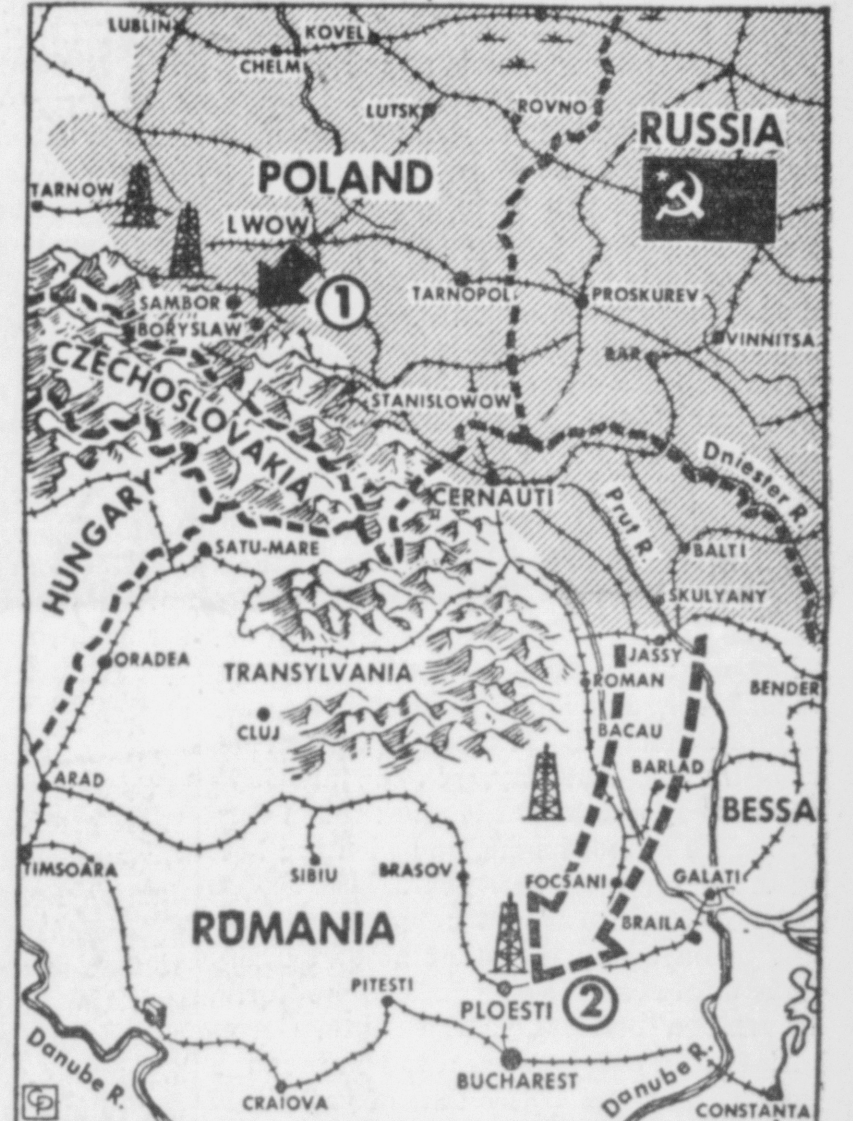 LUBLIN
KOVEL
CHELM
LUTSK
ROVNO
RUSSIA
POLAND
TARNOW
LWOW
1
TARNOPOL
PROSKUREV
SAMBOR
BORYSLAW
VINNITSA
BAR
CZECHOSLOVAKIA
STANISLOWOW
Dniester R.
CERNAUTI
Prut R.
HUNGARY
SATU-MARE
BALTI
SKULYANY
JASSY
ORADEA
TRANSYLVANIA
ROMAN
BENDER
CLUJ
BACAU
BARLAD
ARAD
BESSA
TIMSOARA
SIBIU
BRASOV
FOCSANI
GALATI
RUMANIA
BRAILA
PITESTI
PLOESTI
2
Danube R.
BUCHAREST
Danube R.
CRAIOVA
CONSTANTA
CP